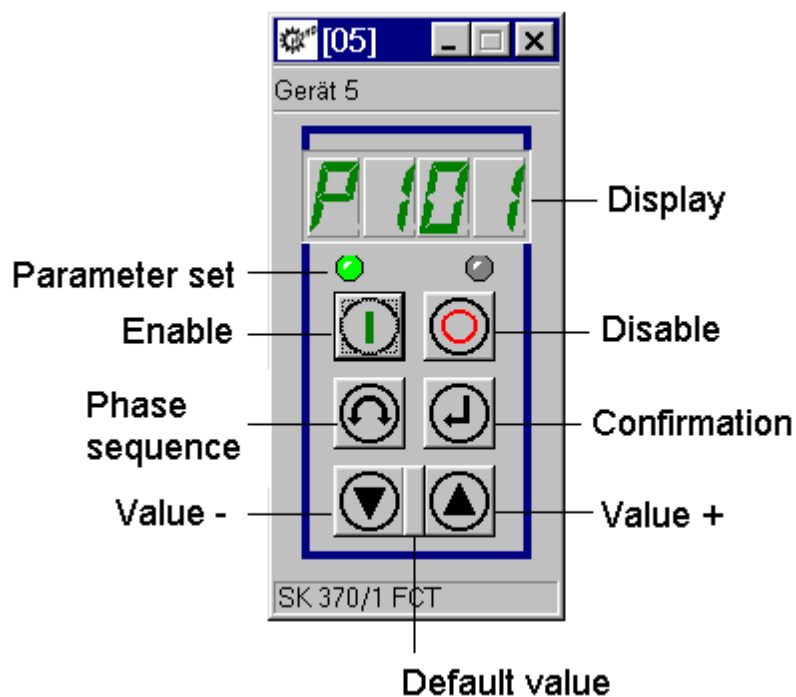 [05]
Gerät 5
P101
Display
Parameter set
Enable
Disable
Phase
sequence
Confirmation
Value -
Value +
SK 370/1 FCT
Default value